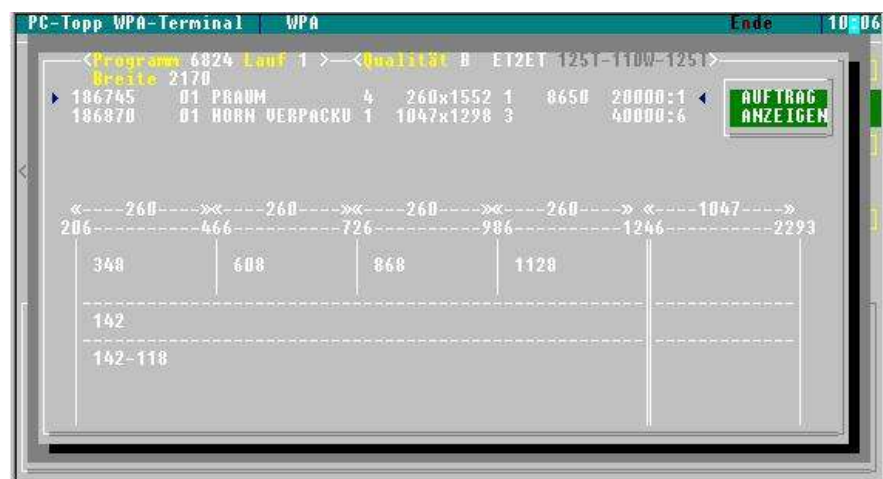 PC-Topp WPA-Terminal WPA Ende 10:06
<Programm 6824 Lauf 1 > <Qualität B ET2ET 125T-110W-125T>
Breite 2170
186745 01 PRAUM 4 260x1552 1 8650 20000:1
186870 01 HORN VERPACKU 1 1047x1298 3 40000:6
AUFTRAG
ANZEIGEN
«----260----»«----260----»«----260----»«----260----» «----1047----»
206-----------466-----------726-----------986-----------1246-----------2293
348 608 868 1128
142
142-118